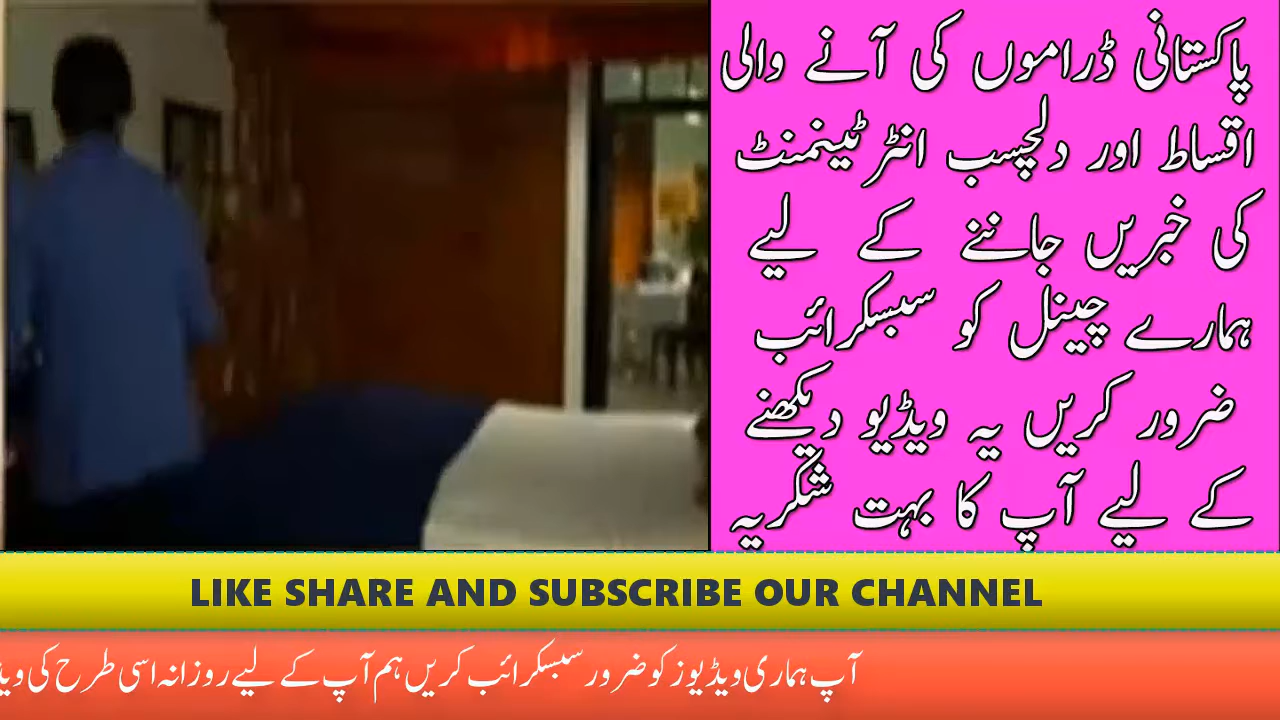 پاکستانی ڈراموں کی آنے والی
اقساط اور دلچسب انٹرٹینمنٹ
کی خبریں جاننے کے لیے
ہمارے چینل کو سبسکرائب
ضرور کریں یہ ویڈیو دیکھنے
کے لیے آپ کا بہت شکریہ
LIKE SHARE AND SUBSCRIBE OUR CHANNEL
آپ ہماری ویڈیوز کو ضرور سبسکرائب کریں ہم آپ کے لیے روزانہ اسی طرح کی